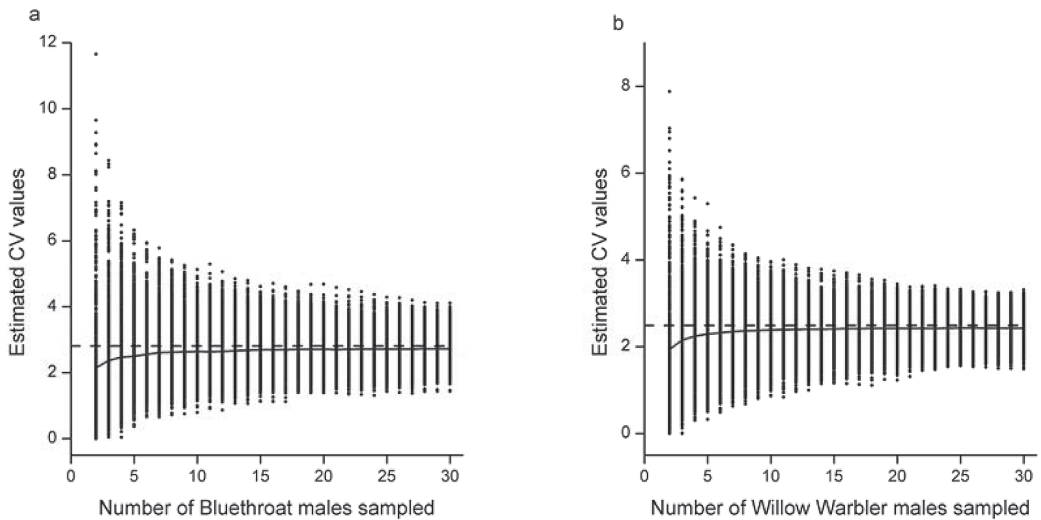 a
Estimated CV values
12
10
8
6
4
2
0
0 5 10 15 20 25 30
Number of Bluethroat males sampled
b
Estimated CV values
8
6
4
2
0
0 5 10 15 20 25 30
Number of Willow Warbler males sampled